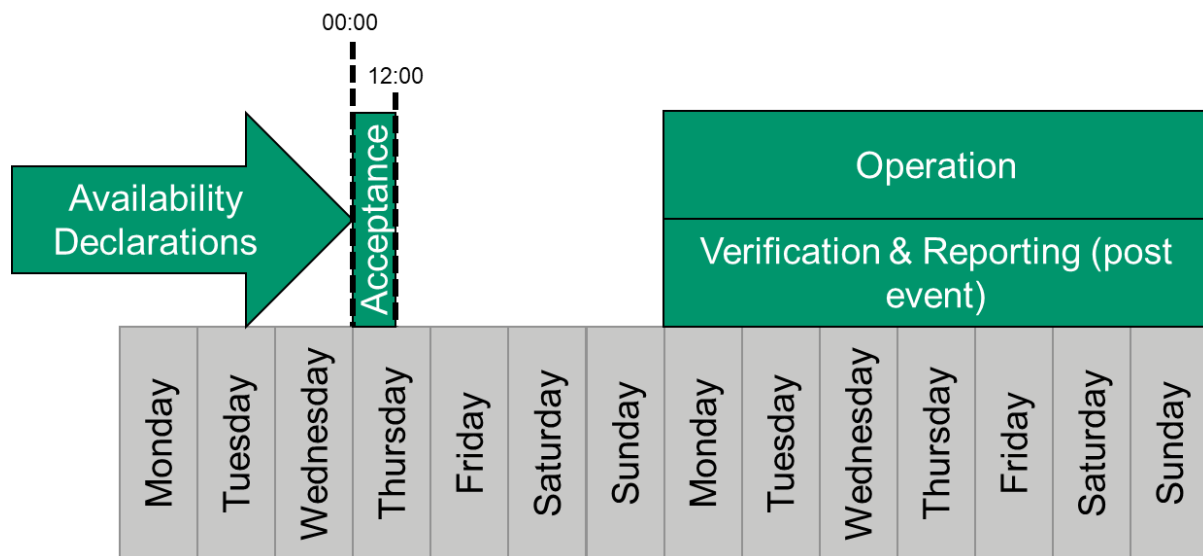 00:00
12:00
Availability
Declarations
Acceptance
Operation
Verification & Reporting (post
event)
Monday
Tuesday
Wednesday
Thursday
Friday
Saturday
Sunday
Monday
Tuesday
Wednesday
Thursday
Friday
Saturday
Sunday